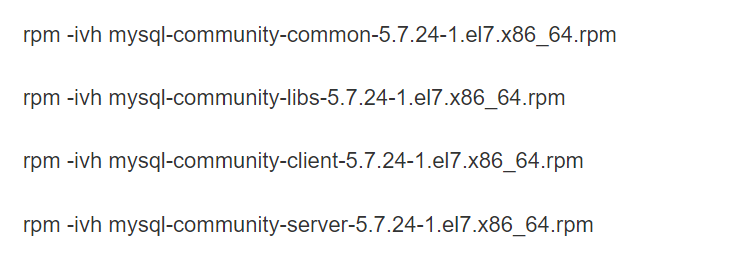 rpm -ivh mysql-community-common-5.7.24-1.el7.x86_64.rpm
rpm -ivh mysql-community-libs-5.7.24-1.el7.x86_64.rpm
rpm -ivh mysql-community-client-5.7.24-1.el7.x86_64.rpm
rpm -ivh mysql-community-server-5.7.24-1.el7.x86_64.rpm